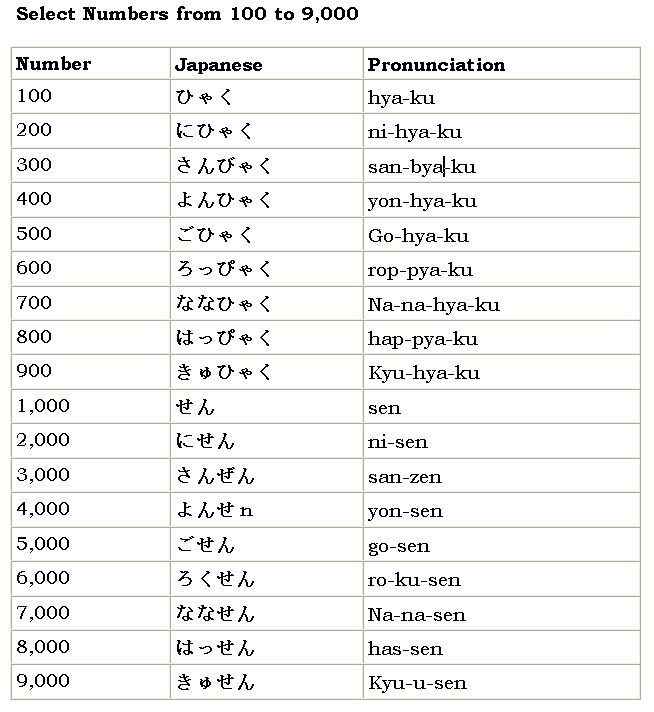 Select Numbers from 100 to 9,000
Number Japanese Pronunciation
100 ひゃく hya-ku
200 にひゃく ni-hya-ku
300 さんびゃく san-bya-ku
400 よんひゃく yon-hya-ku
500 ごひゃく Go-hya-ku
600 ろっぴゃく rop-pya-ku
700 ななひゃく Na-na-hya-ku
800 はっぴゃく hap-pya-ku
900 きゅひゃく Kyu-hya-ku
1,000 せん sen
2,000 にせん ni-sen
3,000 さんぜん san-zen
4,000 よんせn yon-sen
5,000 ごせん go-sen
6,000 ろくせん ro-ku-sen
7,000 ななせん Na-na-sen
8,000 はっせん has-sen
9,000 きゅせん Kyu-u-sen